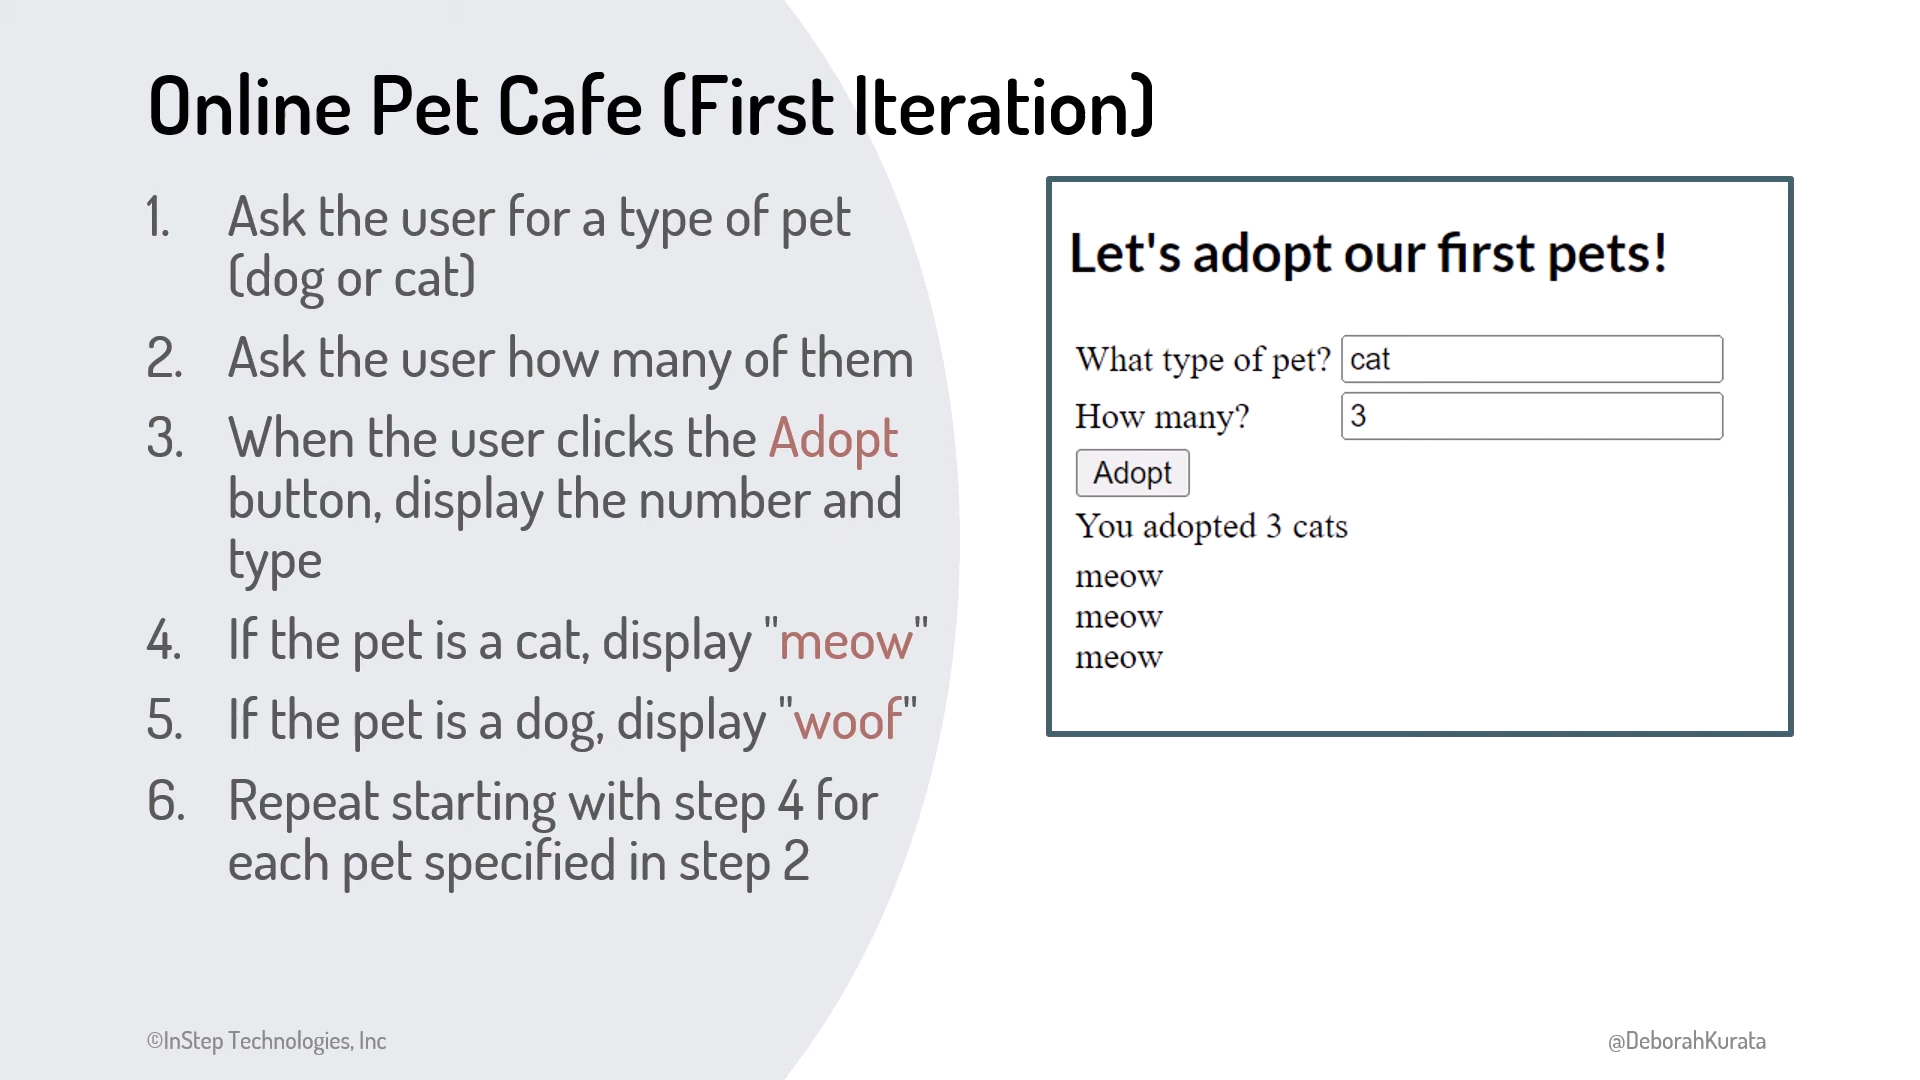 Online Pet Cafe (First Iteration)
1. Ask the user for a type of pet
(dog or cat)
2. Ask the user how many of them
3. When the user clicks the Adopt
button, display the number and
type
4. If the pet is a cat, display "meow"
5. If the pet is a dog, display "woof"
6. Repeat starting with step 4 for
each pet specified in step 2
Let's adopt our first pets!
What type of pet? cat
How many? 3
Adopt
You adopted 3 cats
meow
meow
meow
©InStep Technologies, Inc
@DeborahKurata